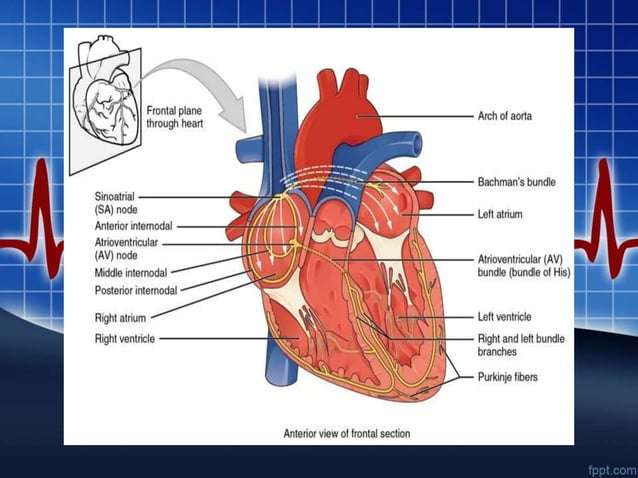 Frontal plane
through heart
Arch of aorta
Bachman's bundle
Sinoatrial
(SA) node
Left atrium
Anterior internodal
Atrioventricular
(AV) node
Atrioventricular (AV)
bundle (bundle of His)
Middle internodal
Posterior internodal
Right atrium
Left ventricle
Right ventricle
Right and left bundle
branches
Purkinje fibers
Anterior view of frontal section
fppt.com